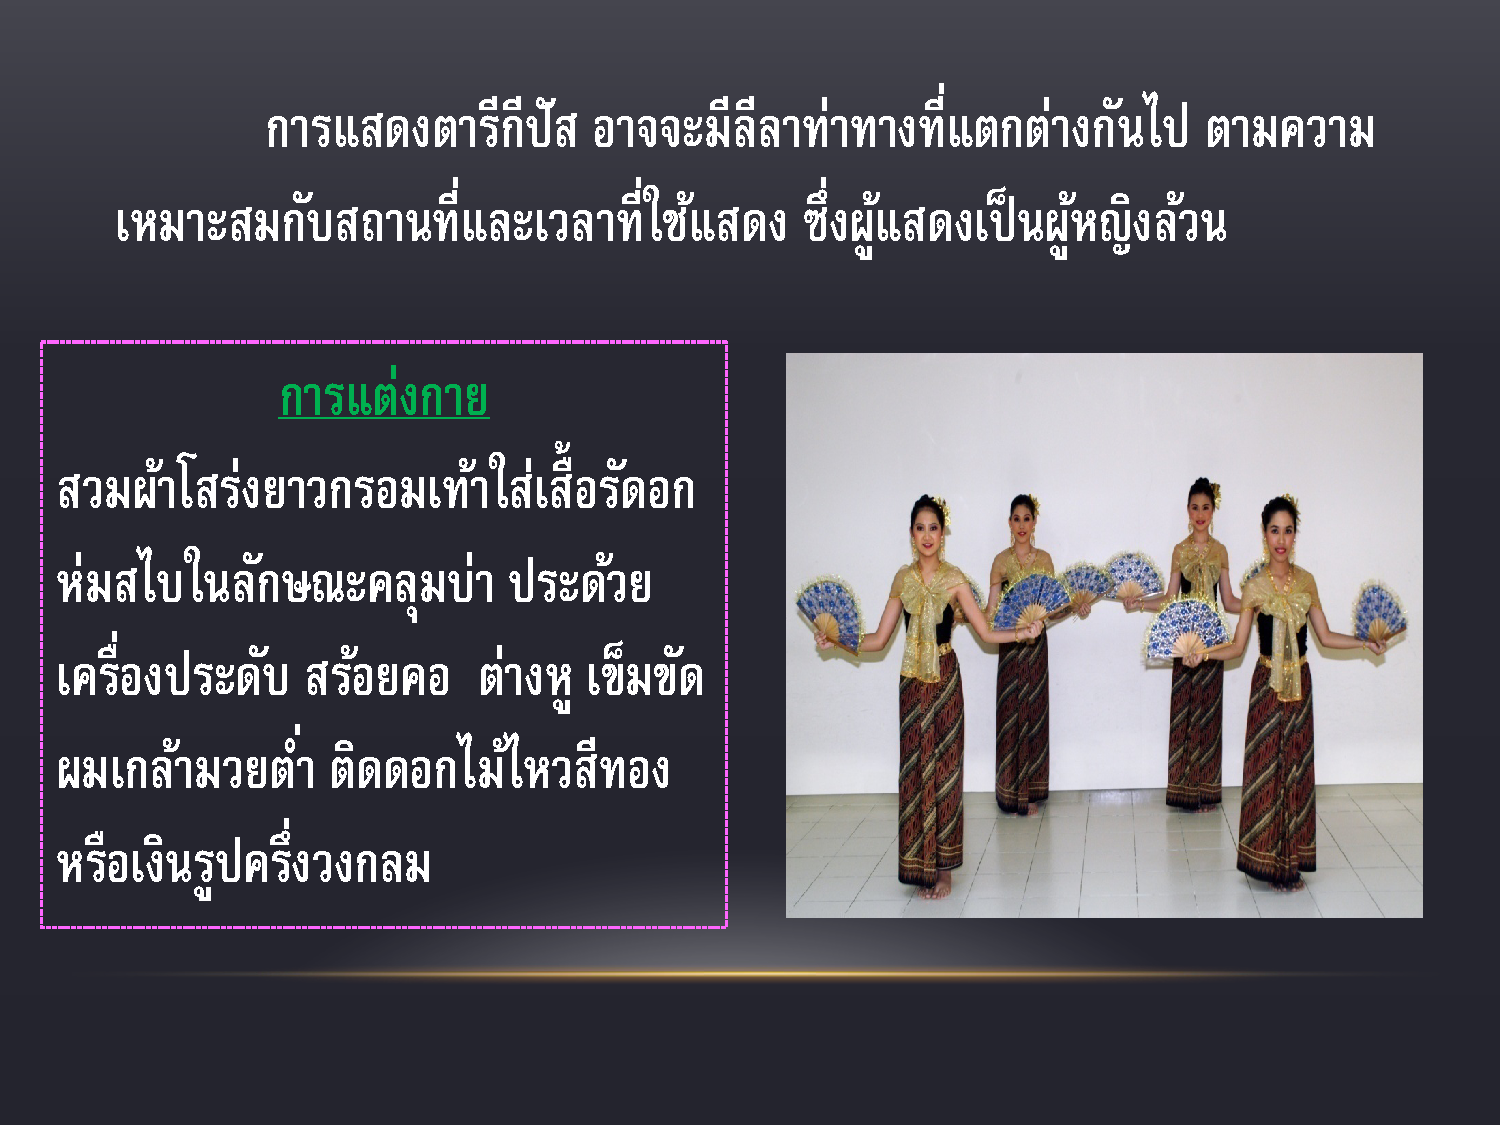 การแสดงตารีกีปัส อาจจะมีลีลาท่าทางที่แตกต่างกันไป ตามความ
เหมาะสมกับสถานที่และเวลาที่ใช้แสดง ซึ่งผู้แสดงเป็นผู้หญิงล้วน
การแต่งกาย
สวมผ้าโสร่งยาวกรอมเท้าใส่เสื้อรัดอก
ห่มสไบในลักษณะคลุมบ่า ประด้วย
เครื่องประดับ สร้อยคอ ต่างหู เข็มขัด
ผมเกล้ามวยต่ำ ติดดอกไม้ไหวสีทอง
หรือเงินรูปครึ่งวงกลม